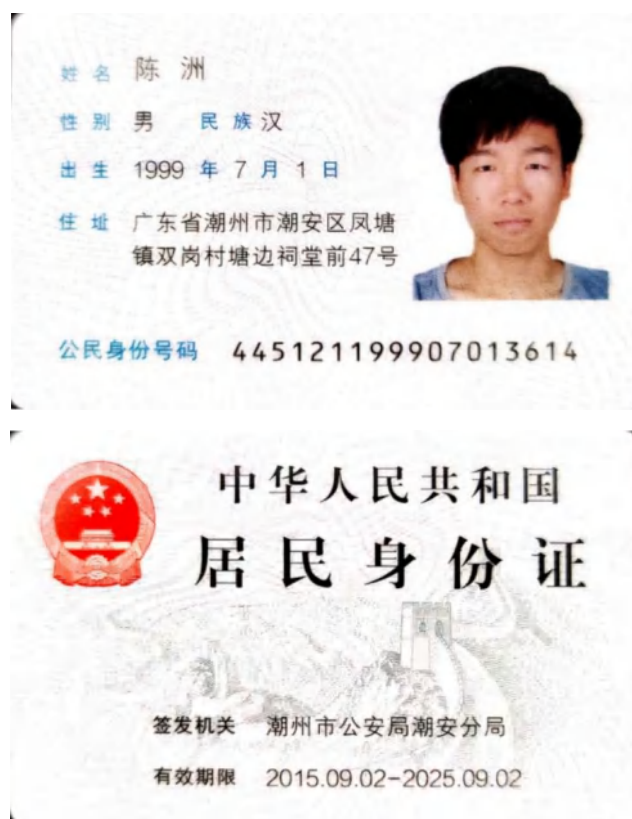 姓名 陈洲
性别 男 民族 汉
出生 1999 年 7 月 1 日
住址 广东省潮州市潮安区凤塘
镇双岗村塘边祠堂前47号
公民身份号码 445121199907013614
中华人民共和国
居民身份证
签发机关 潮州市公安局潮安分局
有效期限 2015.09.02-2025.09.02